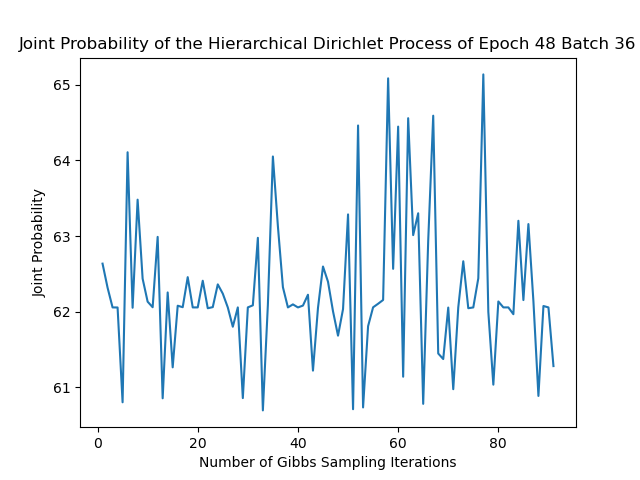 Joint Probability of the Hierarchical Dirichlet Process of Epoch 48 Batch 36
65
64
63
62
61
Joint Probability
0 20 40 60 80
Number of Gibbs Sampling Iterations